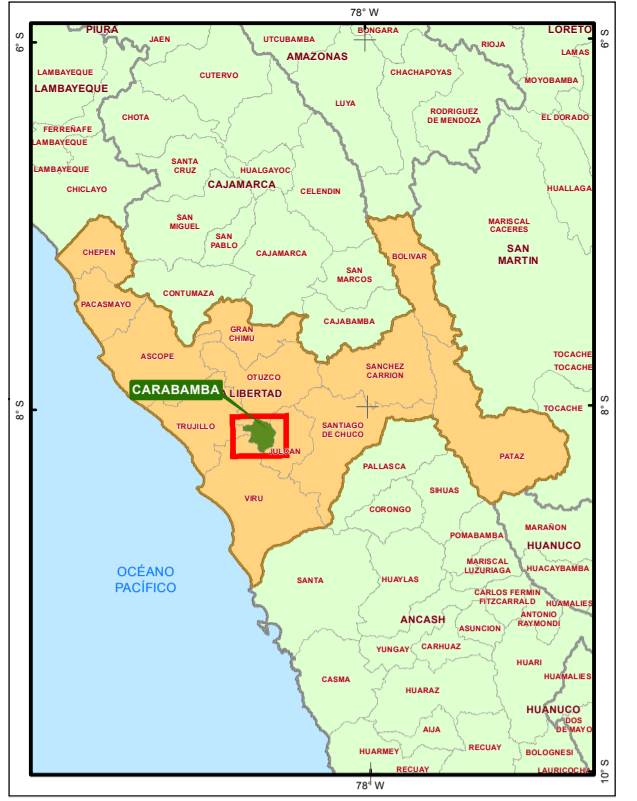 78° W
6° S
6° S
PIURA
JAEN
UTCUBAMBA
BONGARA
LORETO
RIOJA
LAMAS
AMAZONAS
LAMBAYEQUE
CUTERVO
CHACHAPOYAS
MOYOBAMBA
LAMBAYEQUE
LUYA
CHOTA
RODRIGUEZ
DE MENDOZA
EL DORADO
FERREÑAFE
LAMBAYEQUE
SANTA
CRUZ
HUALGAYOC
LAMBAYEQUE
CHICLAYO
CAJAMARCA
CELENDIN
HUALLAGA
SAN
MIGUEL
SAN
PABLO
MARISCAL
CACERES
SAN
MARTIN
CHEPEN
CAJAMARCA
BOLIVAR
SAN
MARCOS
CONTUMAZA
PACASMAYO
CAJABAMBA
GRAN
CHIMU
ASCOPE
TOCACHE
TOCACHE
SANCHEZ
CARRION
OTUZCO
CARABAMBA
LIBERTAD
TOCACHE
8° S
8° S
TRUJILLO
SANTIAGO
DE CHUCO
JULCAN
PATAZ
PALLASCA
SIHUAS
VIRU
CORONGO
POMABAMBA
MARAÑON
HUANUCO
OCÉANO
PACÍFICO
SANTA
HUAYLAS
MARISCAL
LUZURIAGA
HUACAYBAMBA
CARLOS FERMIN
FITZCARRALD
HUAMALIES
ANCASH
ANTONIO
RAYMONDI
ASUNCION
YUNGAY
CARHUAZ
HUARI
CASMA
HUAMALIES
HUARAZ
HUANUCO
DOS
DE MAYO
AIJA
HUARMEY
RECUAY
BOLOGNESI
RECUAY
LAURICOCHA
10° S
78° W